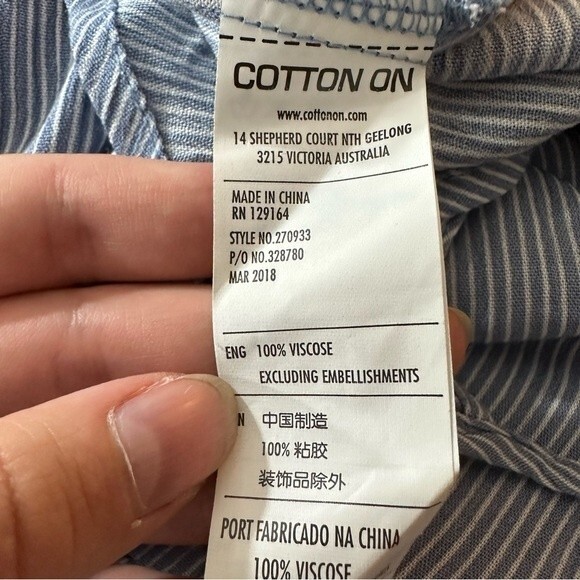 COTTON ON
www.cottonon.com
14 SHEPHERD COURT NTH GEELONG
3215 VICTORIA AUSTRALIA
MADE IN CHINA
RN 129164
STYLE NO.270933
P/O NO.328780
MAR 2018
ENG 100% VISCOSE
EXCLUDING EMBELLISHMENTS
N 中国制造
100% 粘胶
装饰品除外
PORT FABRICADO NA CHINA
100% VISCOSE